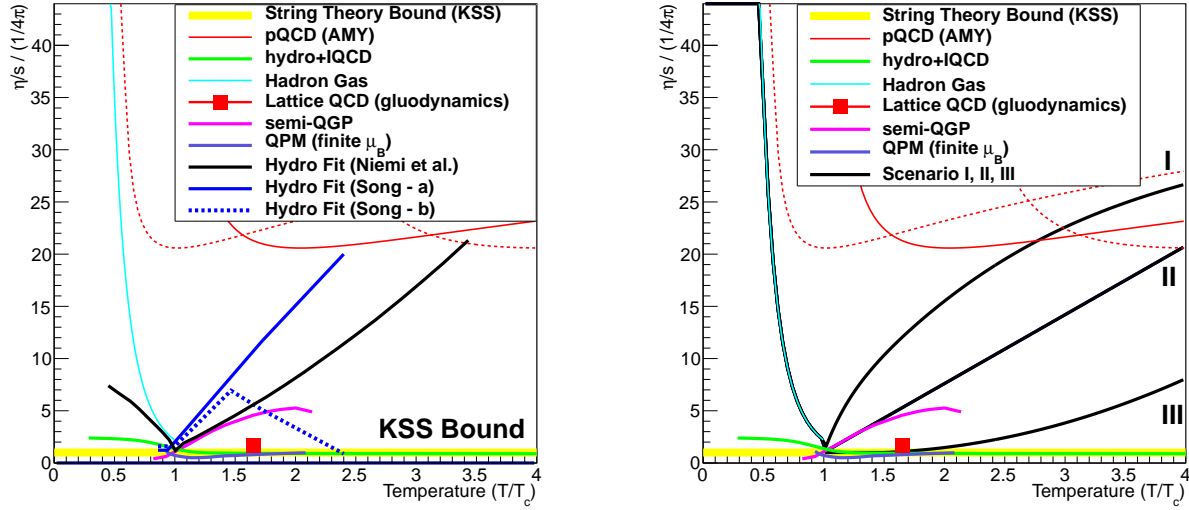 η/s / (1/4π)
40
35
30
25
20
15
10
5
0
String Theory Bound (KSS)
pQCD (AMY)
hydro+lQCD
Hadron Gas
Lattice QCD (gluodynamics)
semi-QGP
QPM (finite μB)
Hydro Fit (Niemi et al.)
Hydro Fit (Song - a)
Hydro Fit (Song - b)
KSS Bound
0 0.5 1 1.5 2 2.5 3 3.5 4
Temperature (T/Tc)
η/s / (1/4π)
40
35
30
25
20
15
10
5
0
String Theory Bound (KSS)
pQCD (AMY)
hydro+lQCD
Hadron Gas
Lattice QCD (gluodynamics)
semi-QGP
QPM (finite μB)
Scenario I, II, III
I
II
III
0 0.5 1 1.5 2 2.5 3 3.5 4
Temperature (T/Tc)